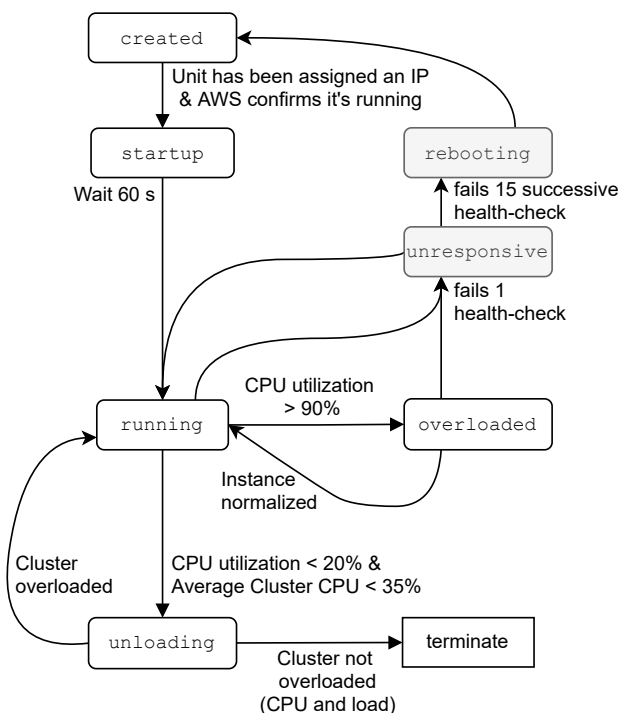 created
Unit has been assigned an IP
& AWS confirms it's running
startup
rebooting
Wait 60 s
fails 15 successive
health-check
unresponsive
fails 1
health-check
CPU utilization
> 90%
running
overloaded
Instance
normalized
Cluster
overloaded
CPU utilization < 20% &
Average Cluster CPU < 35%
unloading
terminate
Cluster not
overloaded
(CPU and load)